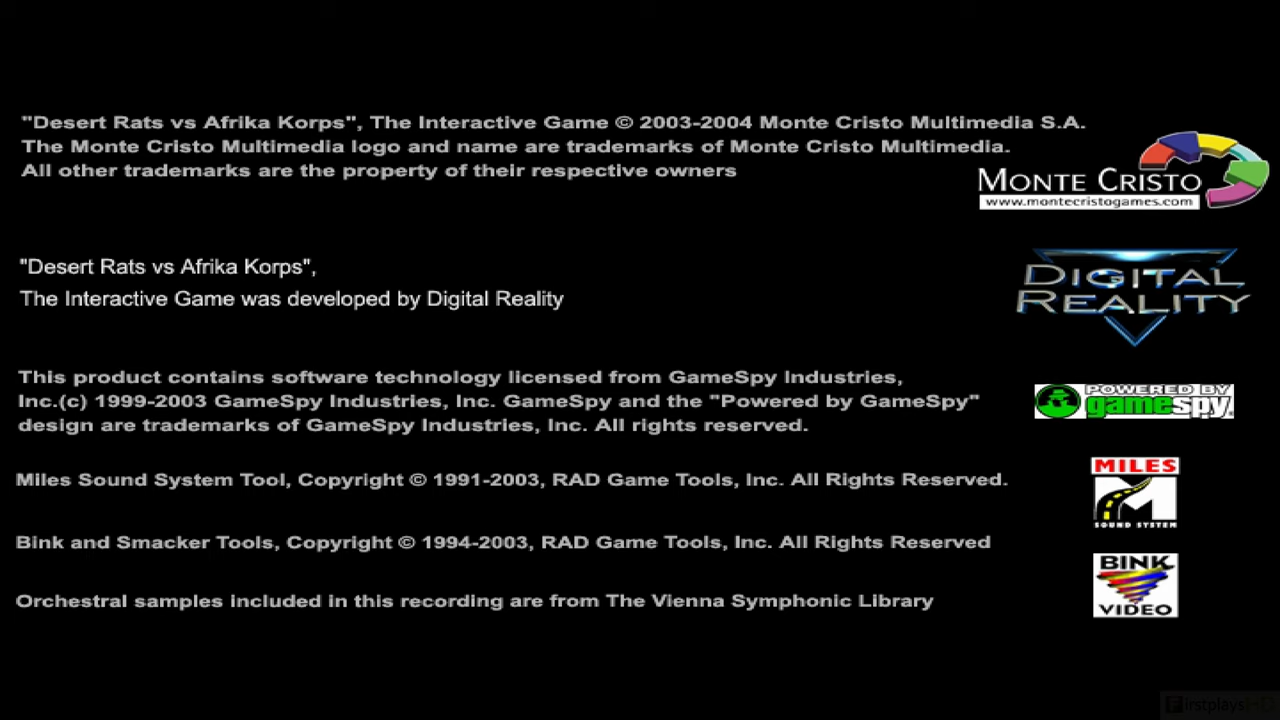 "Desert Rats vs Afrika Korps", The Interactive Game © 2003-2004 Monte Cristo Multimedia S.A.
The Monte Cristo Multimedia logo and name are trademarks of Monte Cristo Multimedia.
All other trademarks are the property of their respective owners
MONTE CRISTO
www.montecristogames.com
"Desert Rats vs Afrika Korps",
The Interactive Game was developed by Digital Reality
DIGITAL
REALITY
This product contains software technology licensed from GameSpy Industries,
Inc.(c) 1999-2003 GameSpy Industries, Inc. GameSpy and the "Powered by GameSpy"
design are trademarks of GameSpy Industries, Inc. All rights reserved.
POWERED BY
gamespy.
Miles Sound System Tool, Copyright © 1991-2003, RAD Game Tools, Inc. All Rights Reserved.
MILES
SOUND SYSTEM
Bink and Smacker Tools, Copyright © 1994-2003, RAD Game Tools, Inc. All Rights Reserved
BINK
VIDEO
Orchestral samples included in this recording are from The Vienna Symphonic Library
Firstplays